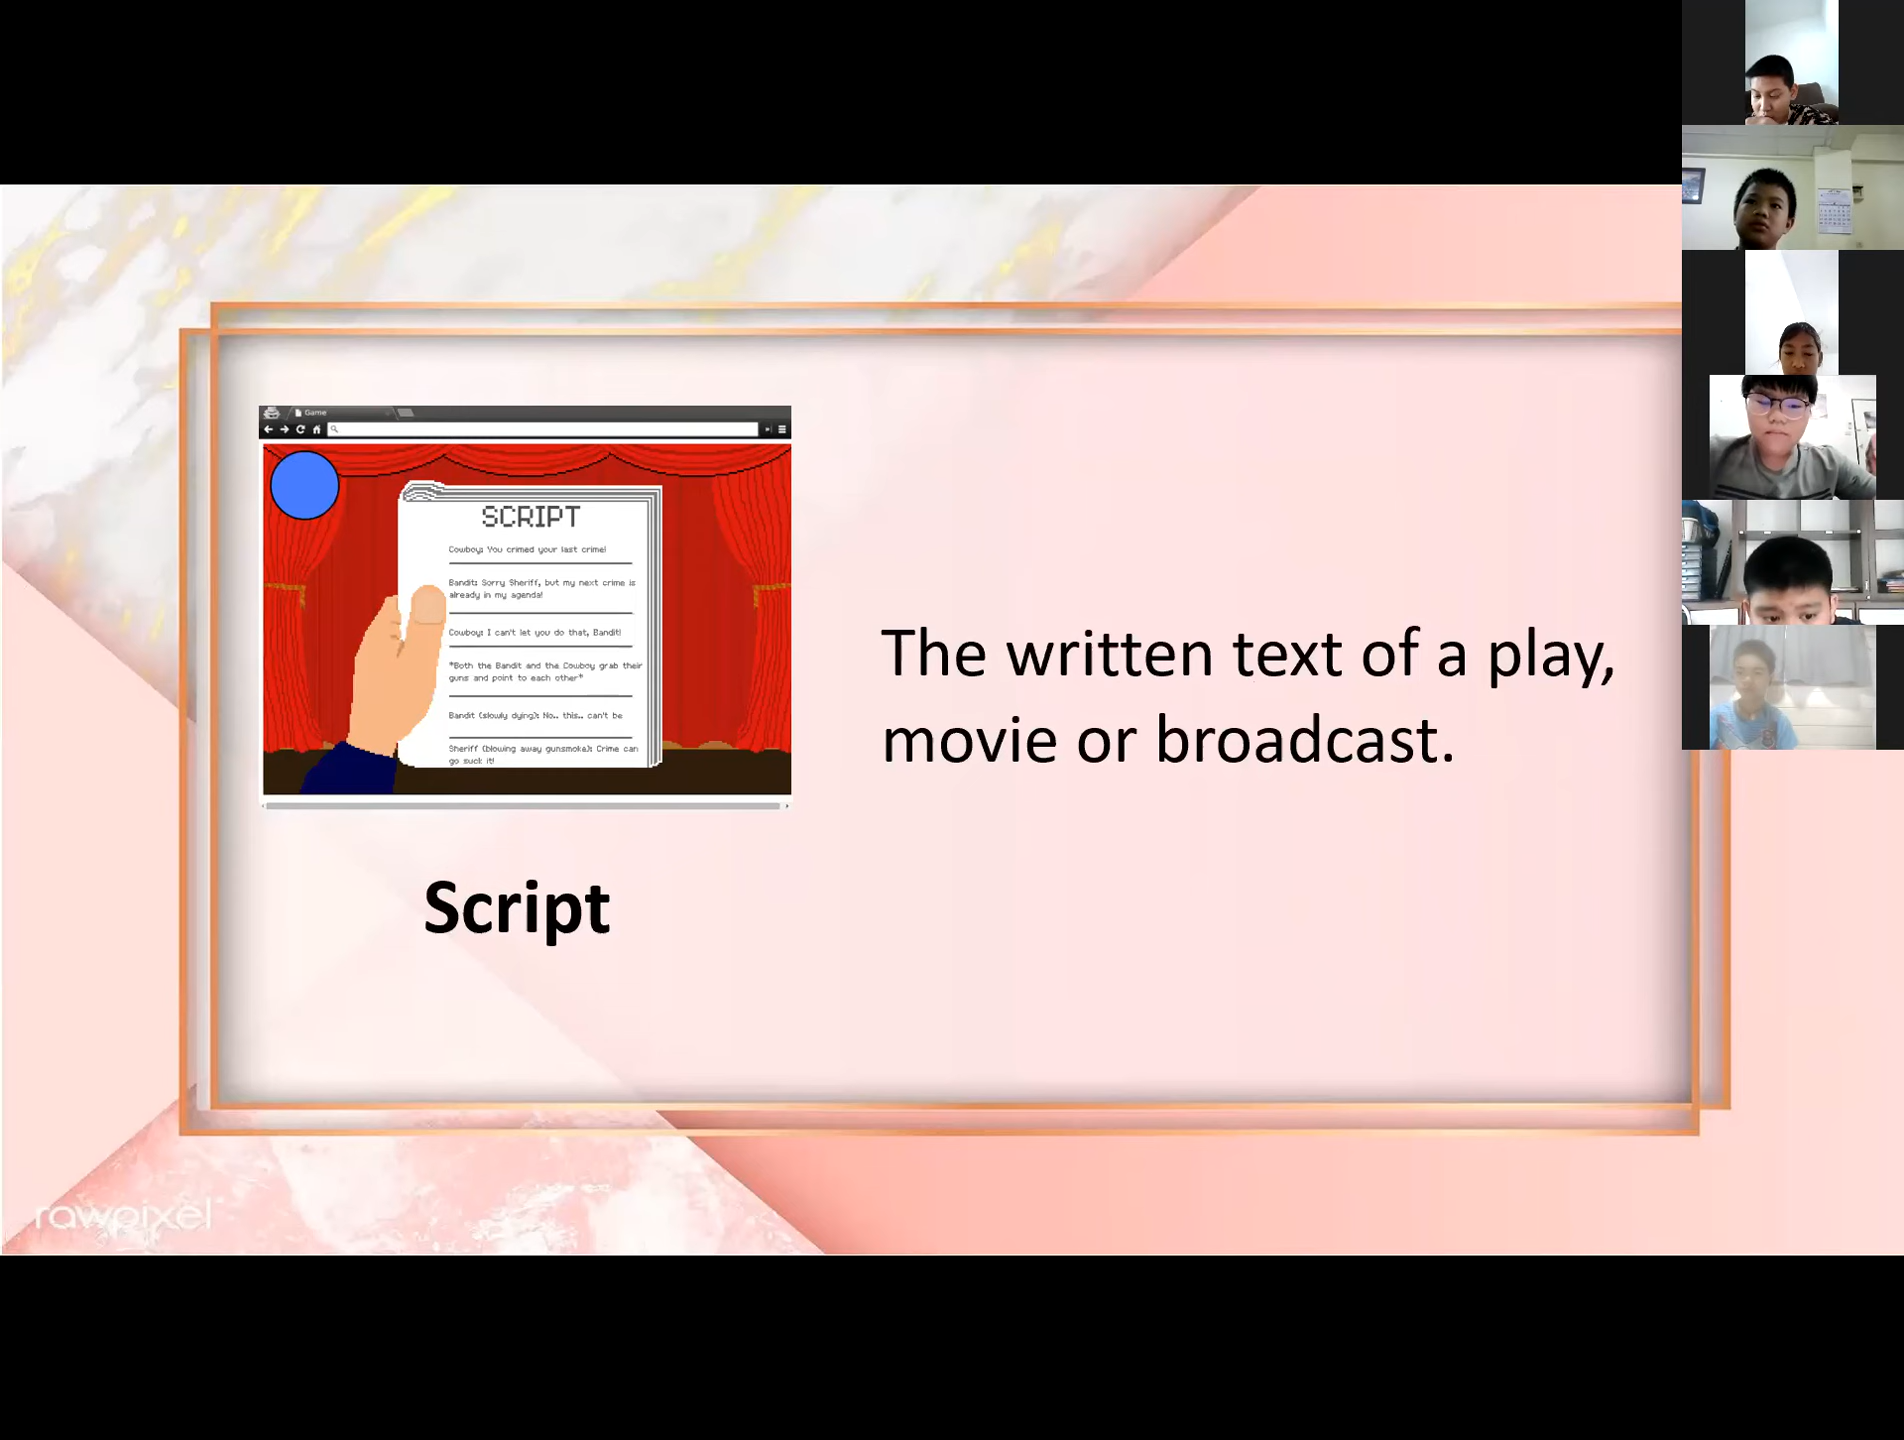 Game
SCRIPT
Cowboy: You crimed your last crime!
Bandit: Sorry Sheriff, but my next crime is
already in my agenda!
Cowboy: I can't let you do that, Bandit!
*Both the Bandit and the Cowboy grab their
guns and point to each other*
Bandit (slowly dying): No.. this.. can't be
Sheriff (blowing away gunsmoke): Crime can
go suck it!
The written text of a play,
movie or broadcast.
Script
rawpixel